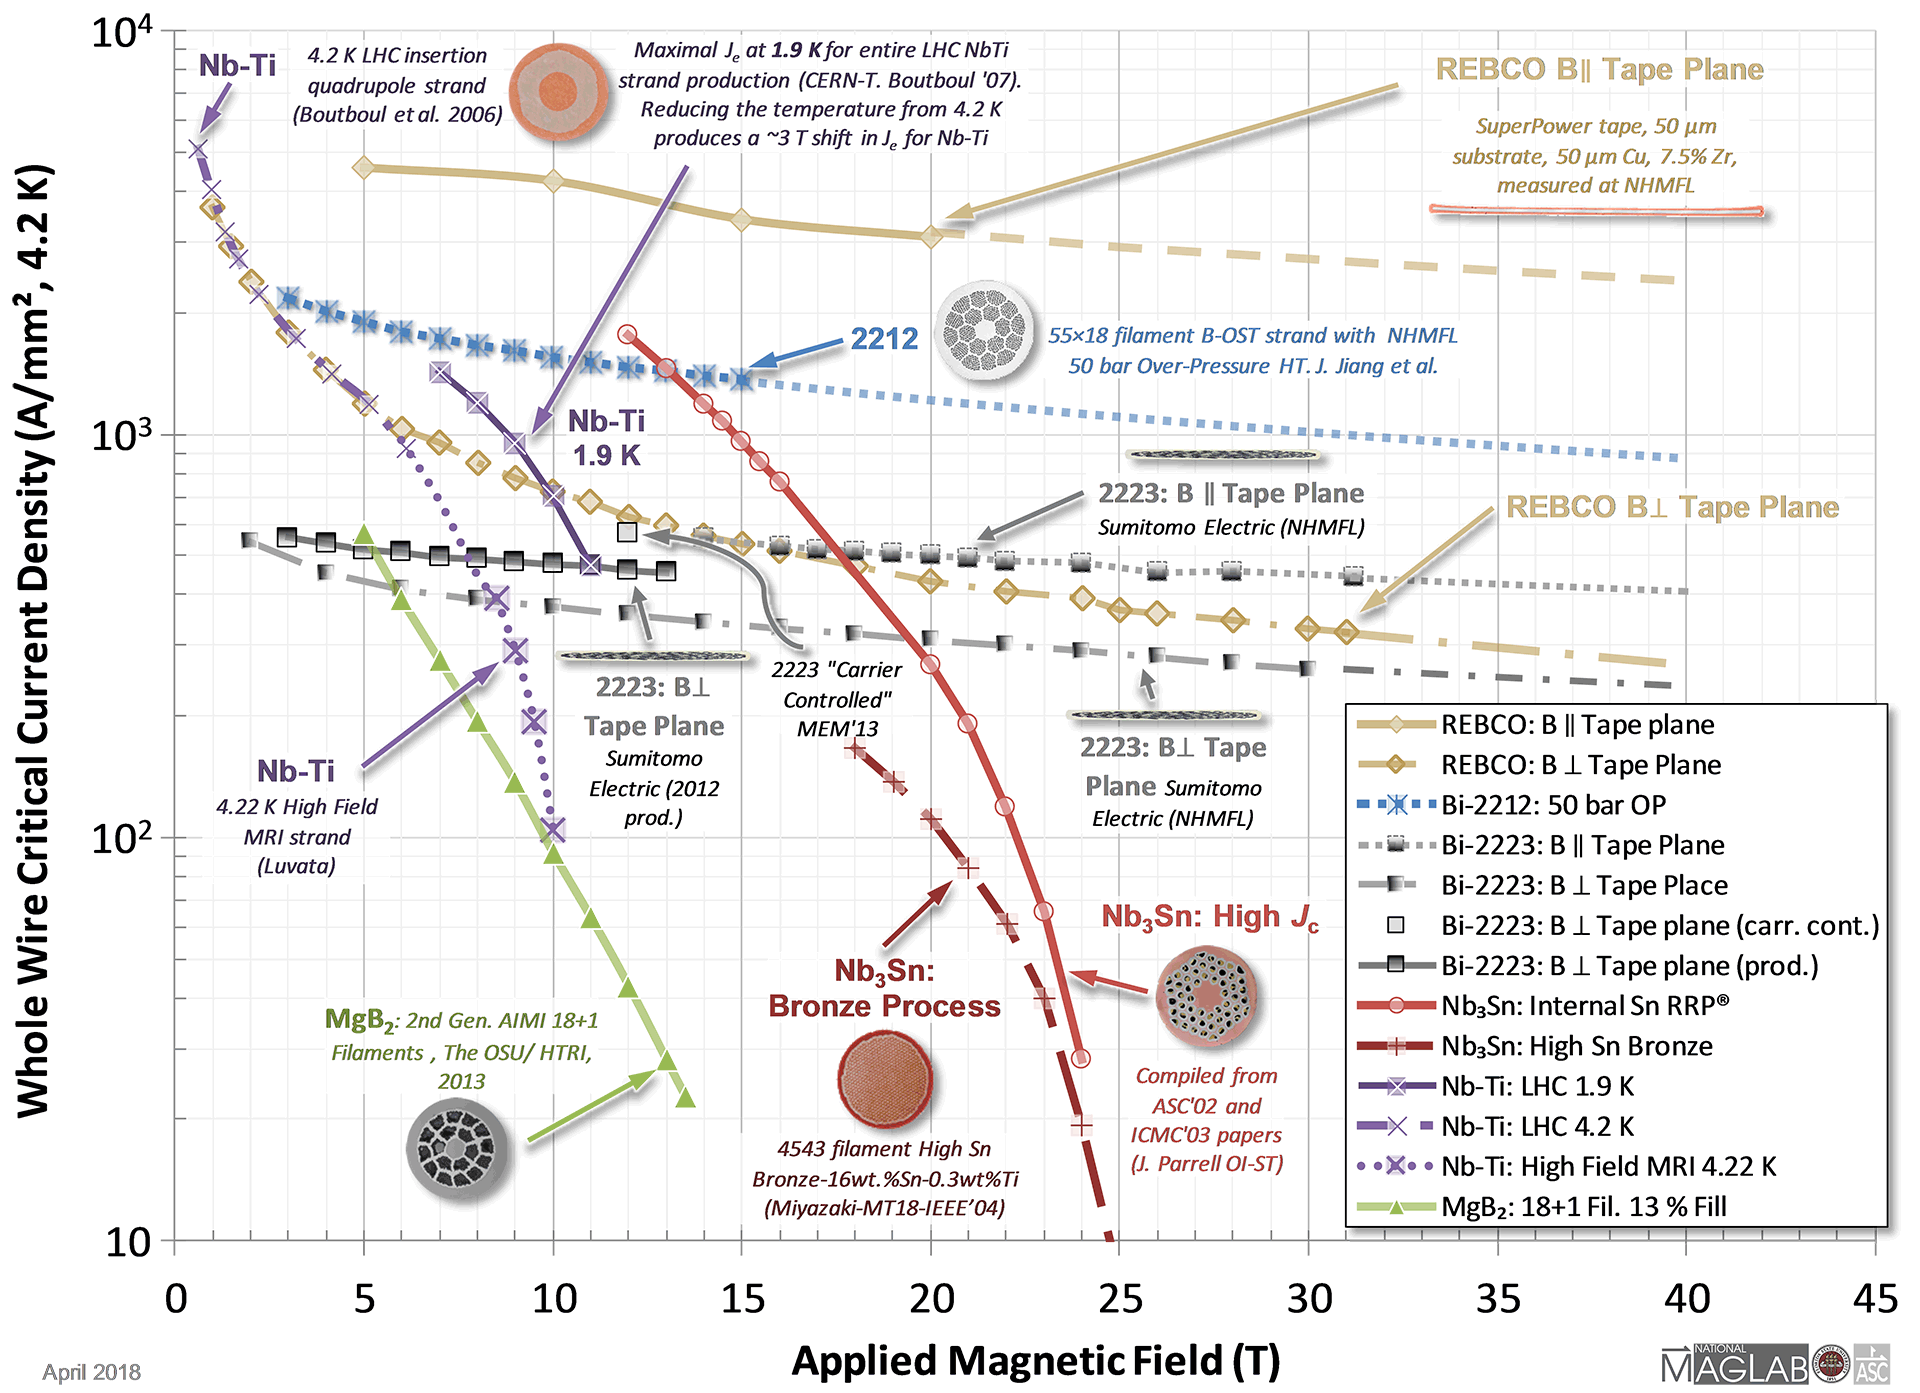 Whole Wire Critical Current Density (A/mm², 4.2 K)
10⁴
10³
10²
10
0 5 10 15 20 25 30 35 40 45
Applied Magnetic Field (T)
Nb-Ti
4.2 K LHC insertion
quadrupole strand
(Boutboul et al. 2006)
Maximal Jₑ at 1.9 K for entire LHC NbTi
strand production (CERN-T. Boutboul '07).
Reducing the temperature from 4.2 K
produces a ~3 T shift in Jₑ for Nb-Ti
REBCO B∥ Tape Plane
SuperPower tape, 50 µm
substrate, 50 µm Cu, 7.5% Zr,
measured at NHMFL
2212
55×18 filament B-OST strand with NHMFL
50 bar Over-Pressure HT. J. Jiang et al.
Nb-Ti
1.9 K
2223: B ∥ Tape Plane
Sumitomo Electric (NHMFL)
REBCO B⊥ Tape Plane
2223: B⊥
Tape Plane
Sumitomo
Electric (2012
prod.)
2223 "Carrier
Controlled"
MEM'13
2223: B⊥ Tape
Plane Sumitomo
Electric (NHMFL)
Nb-Ti
4.22 K High Field
MRI strand
(Luvata)
MgB₂: 2nd Gen. AIMI 18+1
Filaments , The OSU/ HTRI,
2013
Nb₃Sn:
Bronze Process
4543 filament High Sn
Bronze-16wt.%Sn-0.3wt%Ti
(Miyazaki-MT18-IEEE’04)
Nb₃Sn: High Jc
Compiled from
ASC'02 and
ICMC'03 papers
(J. Parrell OI-ST)
REBCO: B ∥ Tape plane
REBCO: B ⊥ Tape Plane
Bi-2212: 50 bar OP
Bi-2223: B ∥ Tape Plane
Bi-2223: B ⊥ Tape Place
Bi-2223: B ⊥ Tape plane (carr. cont.)
Bi-2223: B ⊥ Tape plane (prod.)
Nb₃Sn: Internal Sn RRP®
Nb₃Sn: High Sn Bronze
Nb-Ti: LHC 1.9 K
Nb-Ti: LHC 4.2 K
Nb-Ti: High Field MRI 4.22 K
MgB₂: 18+1 Fil. 13 % Fill
April 2018
NATIONAL
MAGLAB
ASC